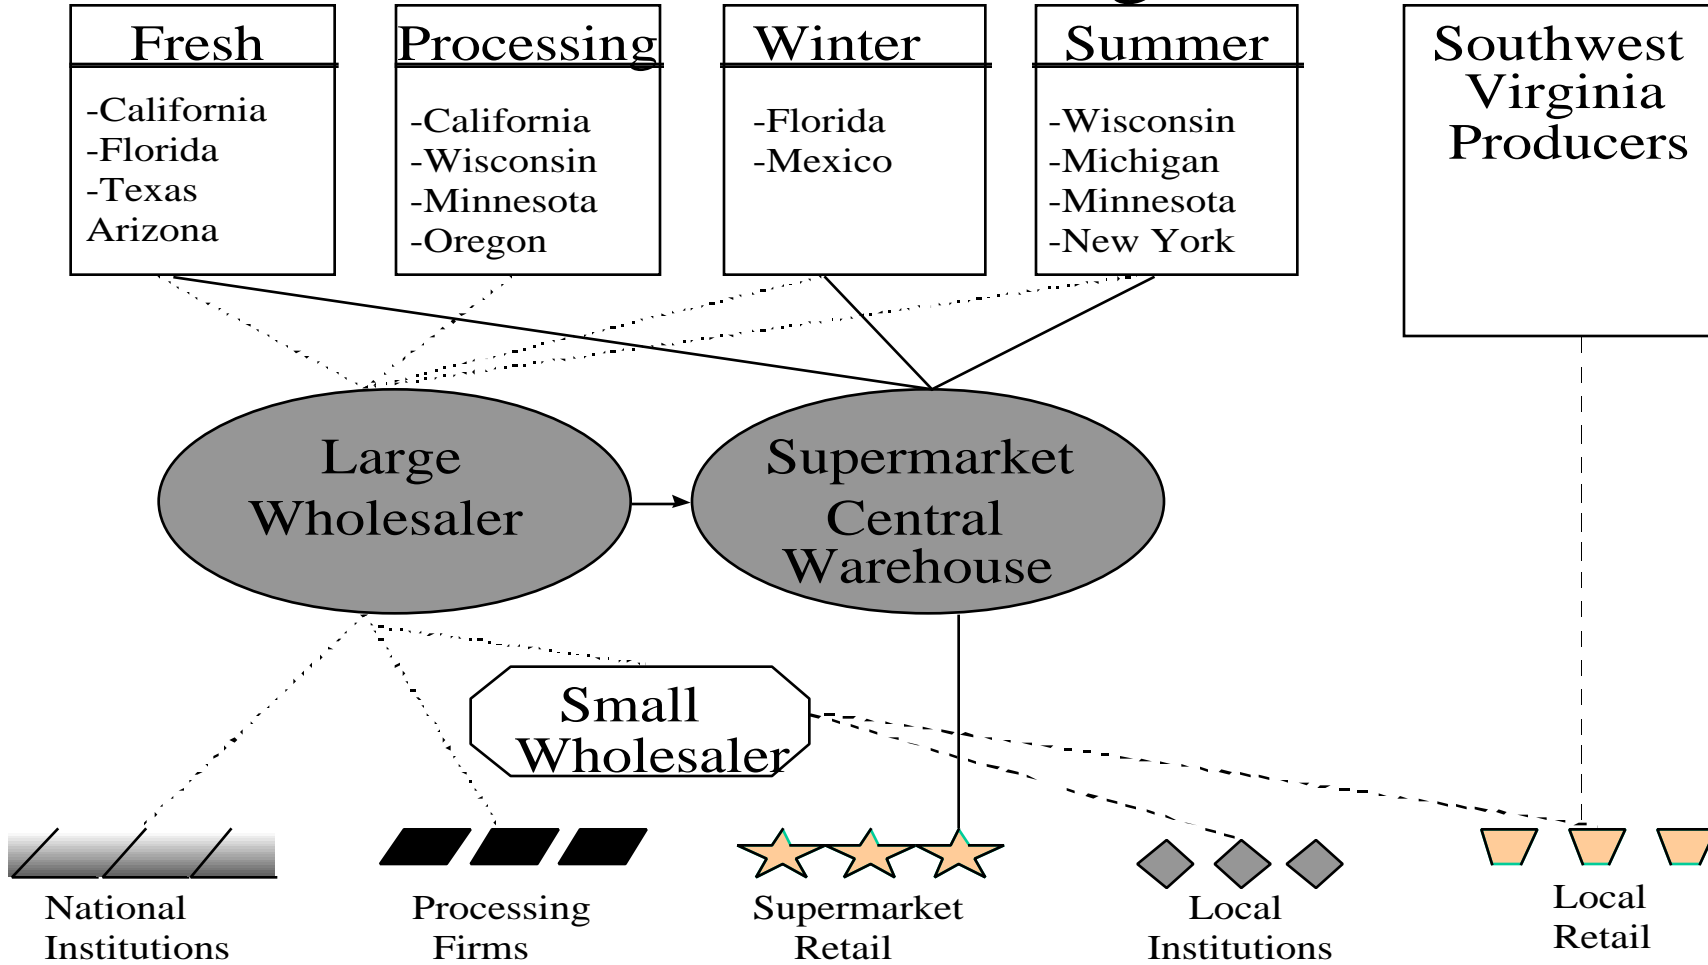 Fresh
-California
-Florida
-Texas
Arizona
Processing
-California
-Wisconsin
-Minnesota
-Oregon
Winter
-Florida
-Mexico
Summer
-Wisconsin
-Michigan
-Minnesota
-New York
Southwest
Virginia
Producers
Large
Wholesaler
Supermarket
Central
Warehouse
Small
Wholesaler
National
Institutions
Processing
Firms
Supermarket
Retail
Local
Institutions
Local
Retail